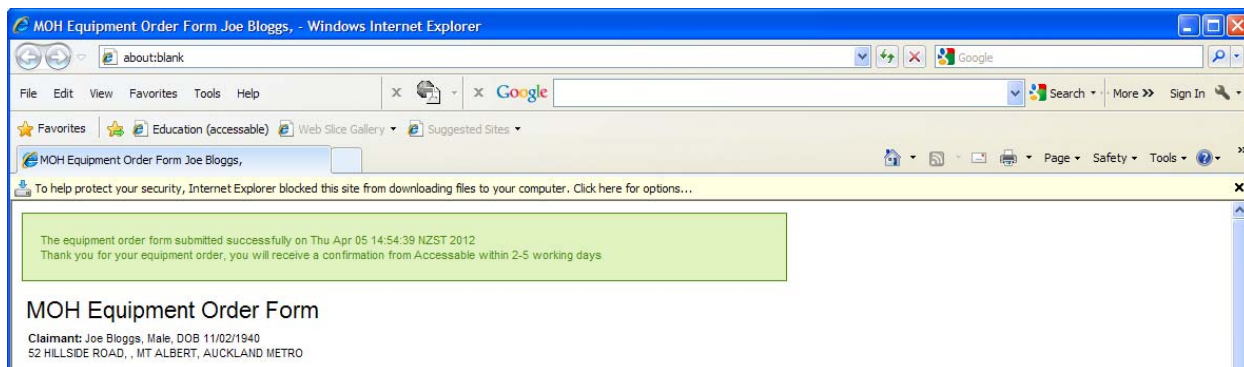 MOH Equipment Order Form Joe Bloggs, - Windows Internet Explorer
about:blank
Google
File Edit View Favorites Tools Help
x
x Google
Search More >> Sign In
Favorites Education (accessable) Web Slice Gallery Suggested Sites
MOH Equipment Order Form Joe Bloggs,
Page Safety Tools
To help protect your security, Internet Explorer blocked this site from downloading files to your computer. Click here for options...
The equipment order form submitted successfully on Thu Apr 05 14:54:39 NZST 2012
Thank you for your equipment order, you will receive a confirmation from Accessable within 2-5 working days
MOH Equipment Order Form
Claimant: Joe Bloggs, Male, DOB 11/02/1940
52 HILLSIDE ROAD, , MT ALBERT, AUCKLAND METRO